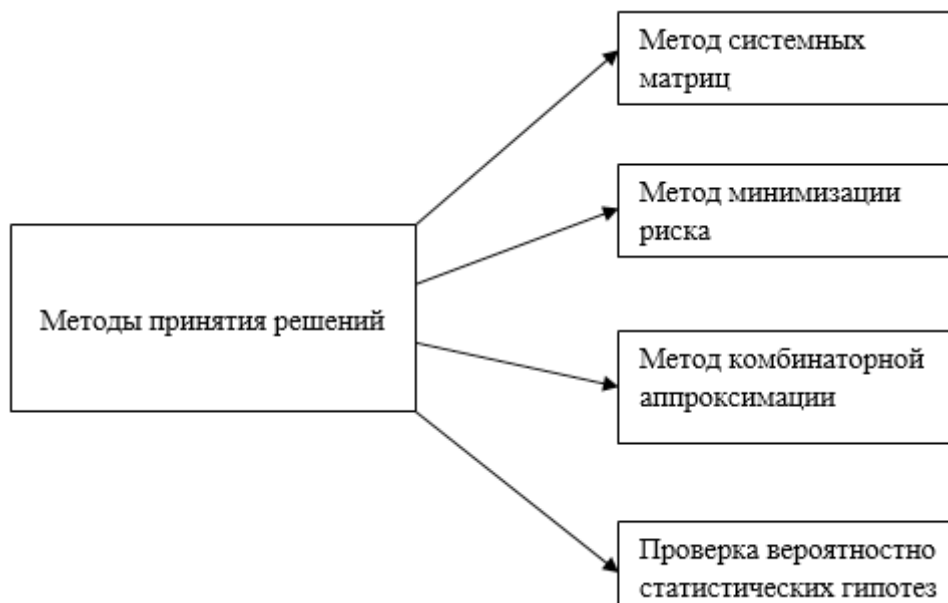 Метод системных
матриц
Метод минимизации
риска
Методы принятия решений
Метод комбинаторной
аппроксимации
Проверка вероятностно
статистических гипотез